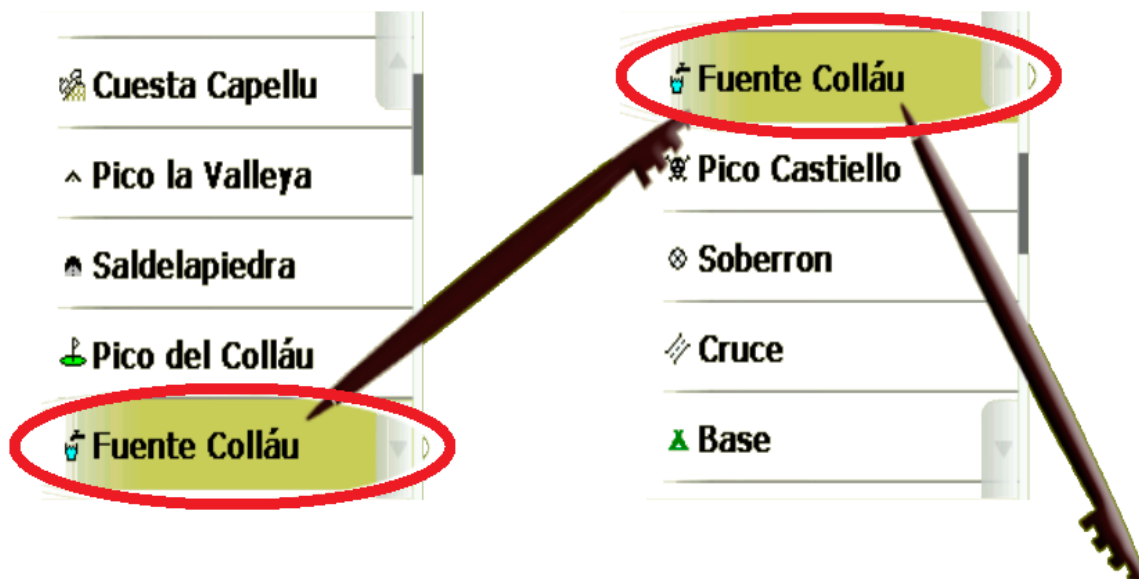 Cuesta Capellu
Pico la Valleya
Saldelapiedra
Pico del Colláu
Fuente Colláu
Fuente Colláu
Pico Castiello
Soberron
Cruce
Base